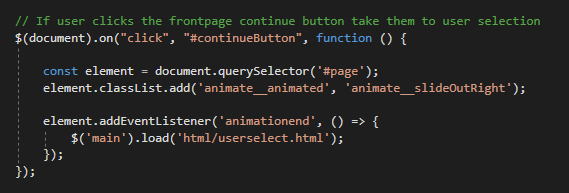 // If user clicks the frontpage continue button take them to user selection
$(document).on("click", "#continueButton", function () {
const element = document.querySelector('#page');
element.classList.add('animate__animated', 'animate__slideOutRight');
element.addEventListener('animationend', () => {
$('main').load('html/userselect.html');
});
});